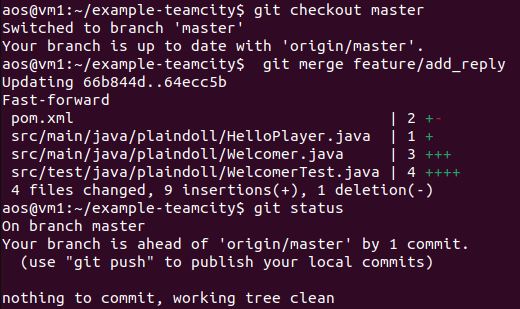 aos@vm1:~/example-teamcity$ git checkout master
Switched to branch 'master'
Your branch is up to date with 'origin/master'.
aos@vm1:~/example-teamcity$  git merge feature/add_reply
Updating 66b844d..64ecc5b
Fast-forward
 pom.xml                                  | 2 +-
 src/main/java/plaindoll/HelloPlayer.java | 1 +
 src/main/java/plaindoll/Welcomer.java     | 3 +++
 src/test/java/plaindoll/WelcomerTest.java | 4 ++++
 4 files changed, 9 insertions(+), 1 deletion(-)
aos@vm1:~/example-teamcity$ git status
On branch master
Your branch is ahead of 'origin/master' by 1 commit.
  (use "git push" to publish your local commits)

nothing to commit, working tree clean